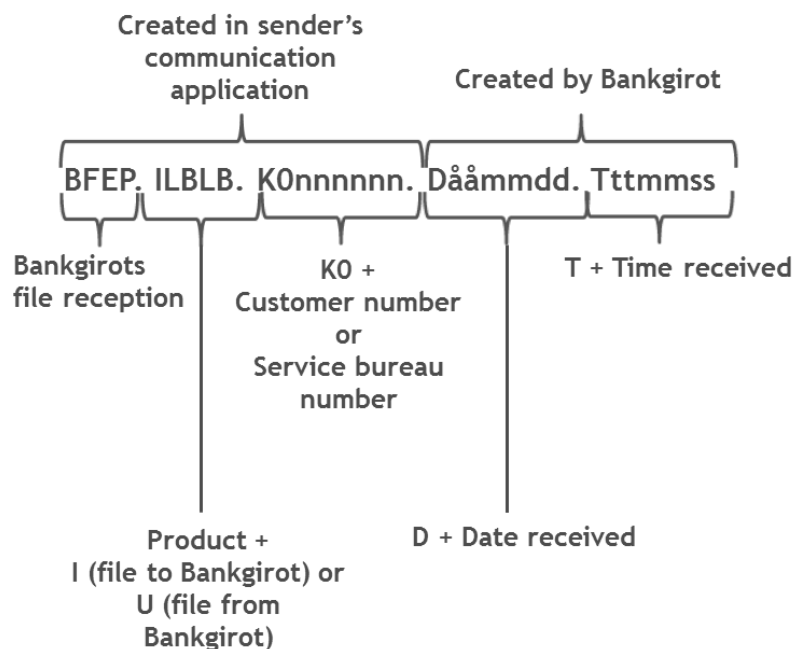 Created in sender's
communication
application
Created by Bankgirot
BFEP. ILBLB. K0nnnnnn. Dååmmdd. Tttmmss
Bankgirots
file reception
K0 +
Customer number
or
Service bureau
number
T + Time received
Product +
I (file to Bankgirot) or
U (file from
Bankgirot)
D + Date received